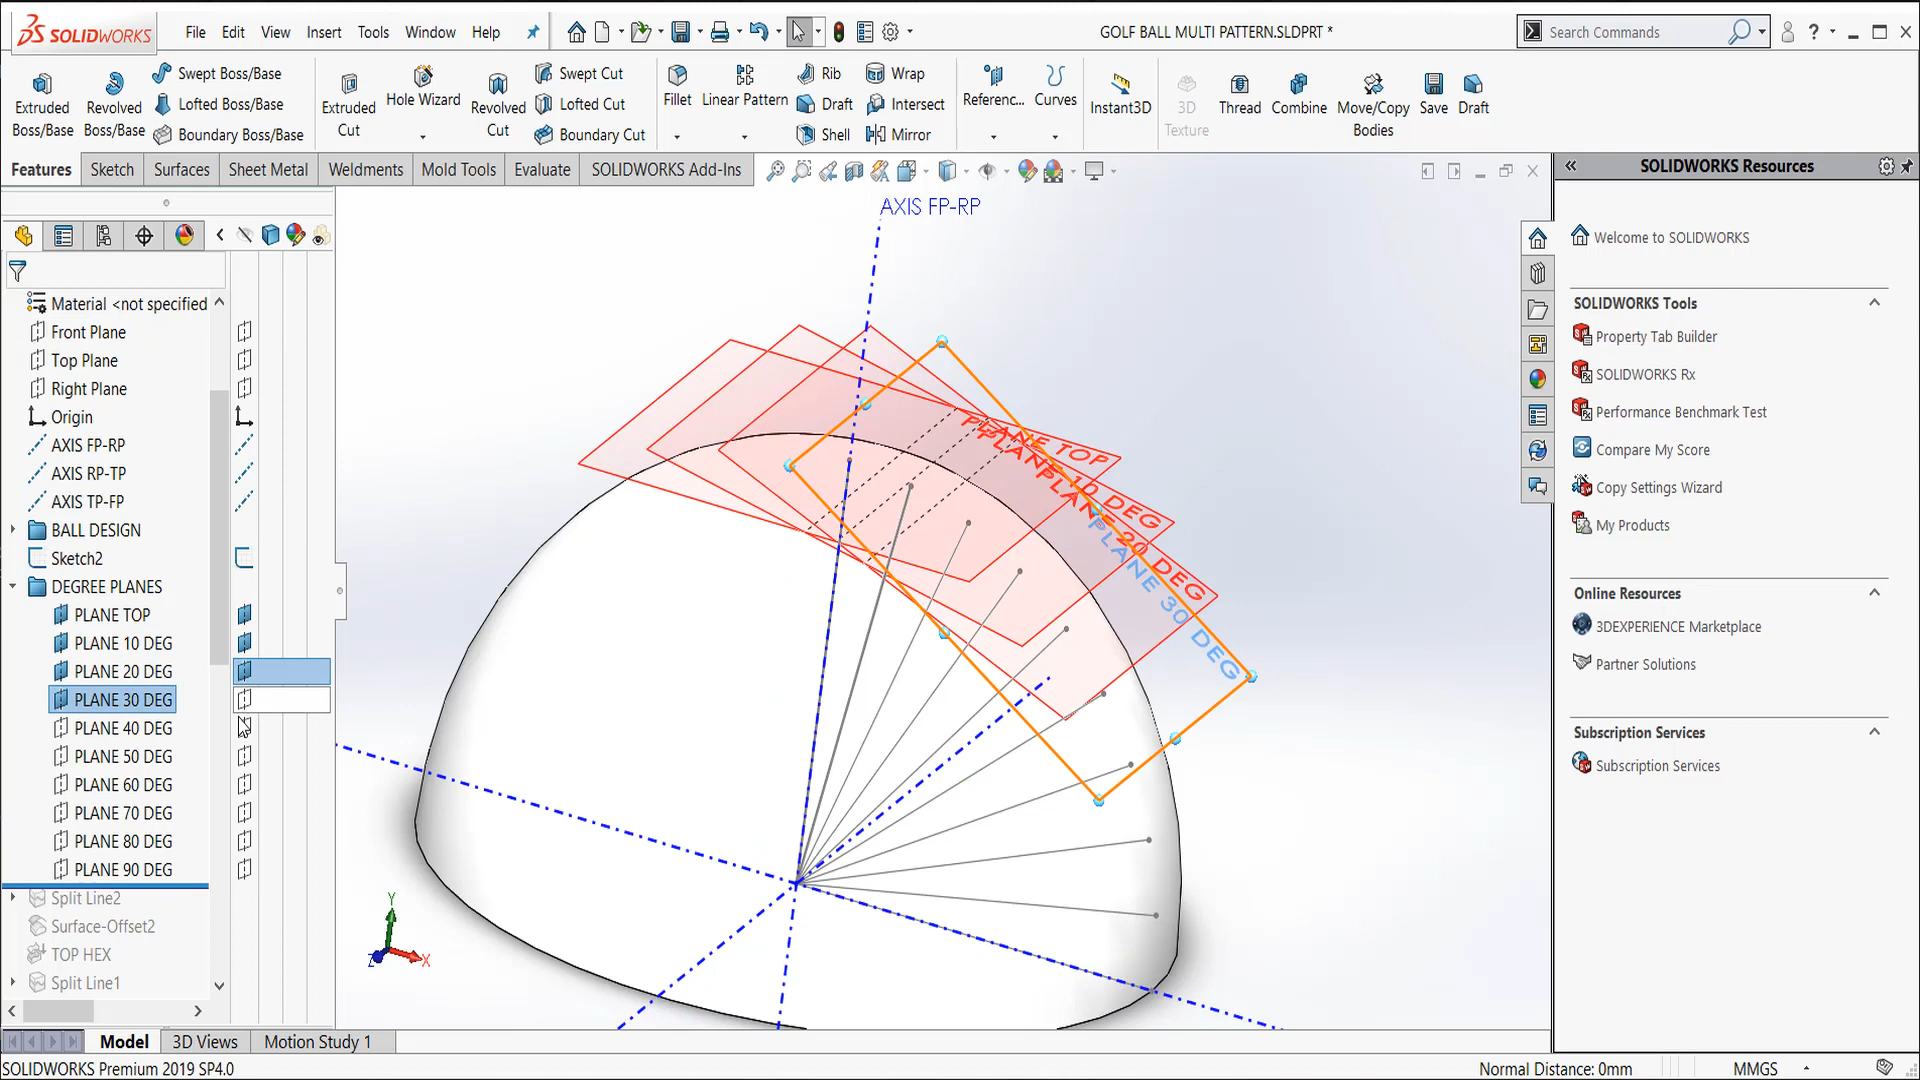 SOLIDWORKS File Edit View Insert Tools Window Help GOLF BALL MULTI PATTERN.SLDPRT * Search Commands ?
Extruded Boss/Base
Revolved Boss/Base
Swept Boss/Base
Lofted Boss/Base
Boundary Boss/Base
Extruded Cut
Hole Wizard
Revolved Cut
Swept Cut
Lofted Cut
Boundary Cut
Fillet
Linear Pattern
Rib
Draft
Shell
Wrap
Intersect
Mirror
Referenc...
Curves
Instant3D
3D Texture
Thread
Combine
Move/Copy Bodies
Save
Draft
Features Sketch Surfaces Sheet Metal Weldments Mold Tools Evaluate SOLIDWORKS Add-Ins
Material <not specified
Front Plane
Top Plane
Right Plane
Origin
AXIS FP-RP
AXIS RP-TP
AXIS TP-FP
BALL DESIGN
Sketch2
DEGREE PLANES
PLANE TOP
PLANE 10 DEG
PLANE 20 DEG
PLANE 30 DEG
PLANE 40 DEG
PLANE 50 DEG
PLANE 60 DEG
PLANE 70 DEG
PLANE 80 DEG
PLANE 90 DEG
Split Line2
Surface-Offset2
TOP HEX
Split Line1
AXIS FP-RP
PLANE TOP
PLANE 10 DEG
PLANE 20 DEG
PLANE 30 DEG
Y
Z
X
SOLIDWORKS Resources
Welcome to SOLIDWORKS
SOLIDWORKS Tools
Property Tab Builder
SOLIDWORKS Rx
Performance Benchmark Test
Compare My Score
Copy Settings Wizard
My Products
Online Resources
3DEXPERIENCE Marketplace
Partner Solutions
Subscription Services
Subscription Services
Model 3D Views Motion Study 1
SOLIDWORKS Premium 2019 SP4.0 Normal Distance: 0mm MMGS